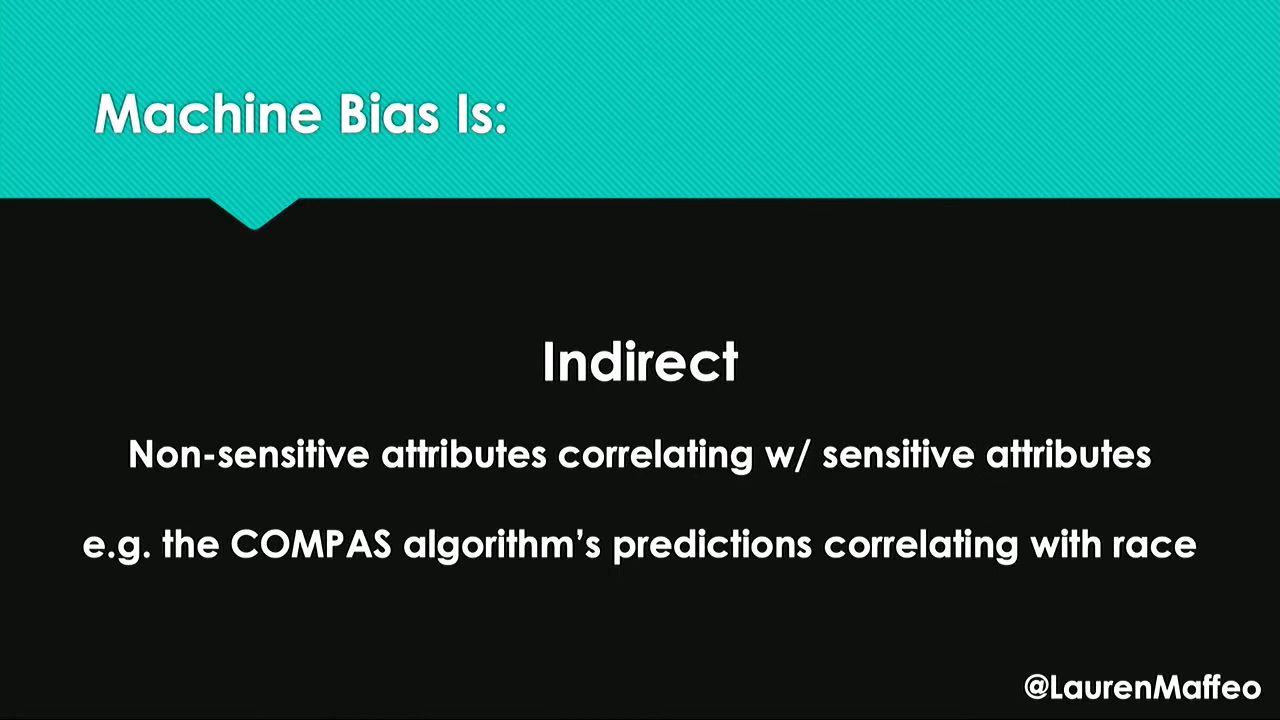 Machine Bias Is:
Indirect
Non-sensitive attributes correlating w/ sensitive attributes
e.g. the COMPAS algorithm’s predictions correlating with race
@LaurenMaffeo